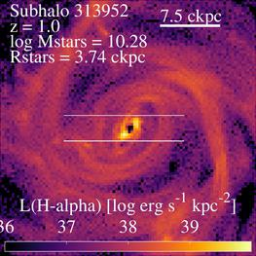 Subhalo 313952
7.5 ckpc
z = 1.0
log Mstars = 10.28
Rstars = 3.74 ckpc
L(H-alpha) [log erg s⁻¹ kpc⁻²]
36 37 38 39